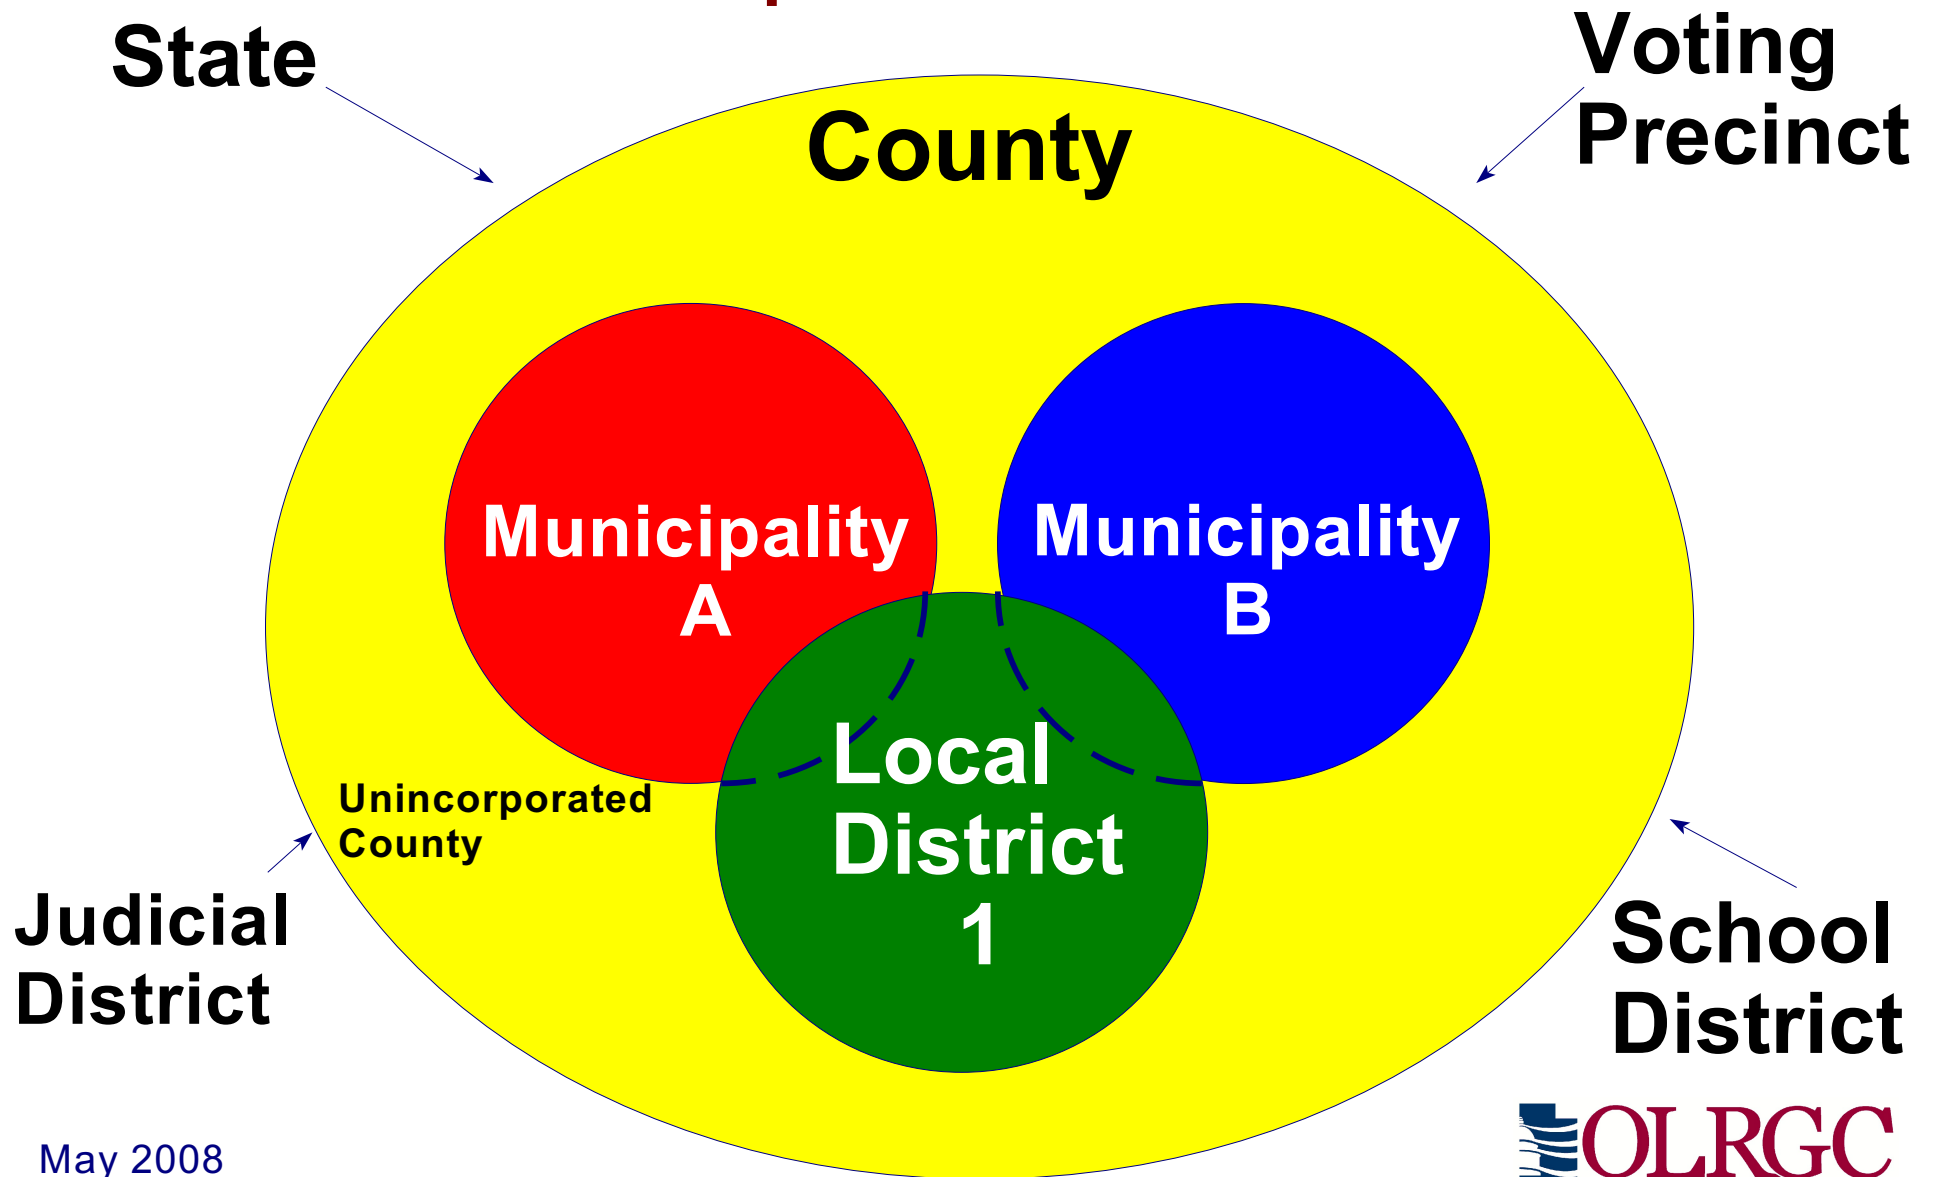 State
Voting
Precinct
County
Municipality
A
Municipality
B
Local
District
1
Unincorporated
County
Judicial
District
School
District
May 2008
OLRGC